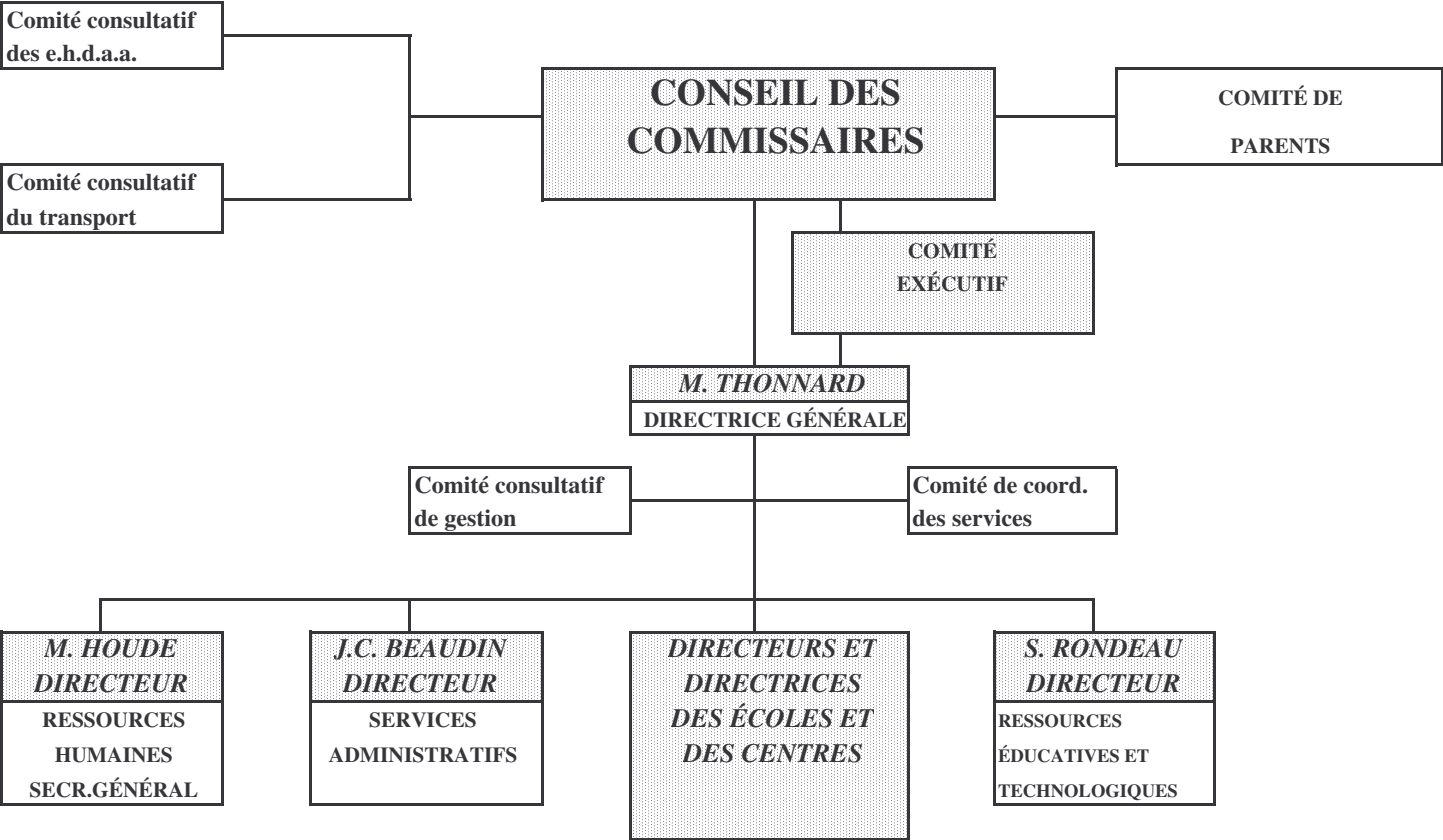 Comité consultatif
des e.h.d.a.a.
CONSEIL DES
COMMISSAIRES
COMITÉ DE
PARENTS
Comité consultatif
du transport
COMITÉ
EXÉCUTIF
M. THONNARD
DIRECTRICE GÉNÉRALE
Comité consultatif
de gestion
Comité de coord.
des services
M. HOUDE
DIRECTEUR
RESSOURCES
HUMAINES
SECR.GÉNÉRAL
J.C. BEAUDIN
DIRECTEUR
SERVICES
ADMINISTRATIFS
DIRECTEURS ET
DIRECTRICES
DES ÉCOLES ET
DES CENTRES
S. RONDEAU
DIRECTEUR
RESSOURCES
ÉDUCATIVES ET
TECHNOLOGIQUES